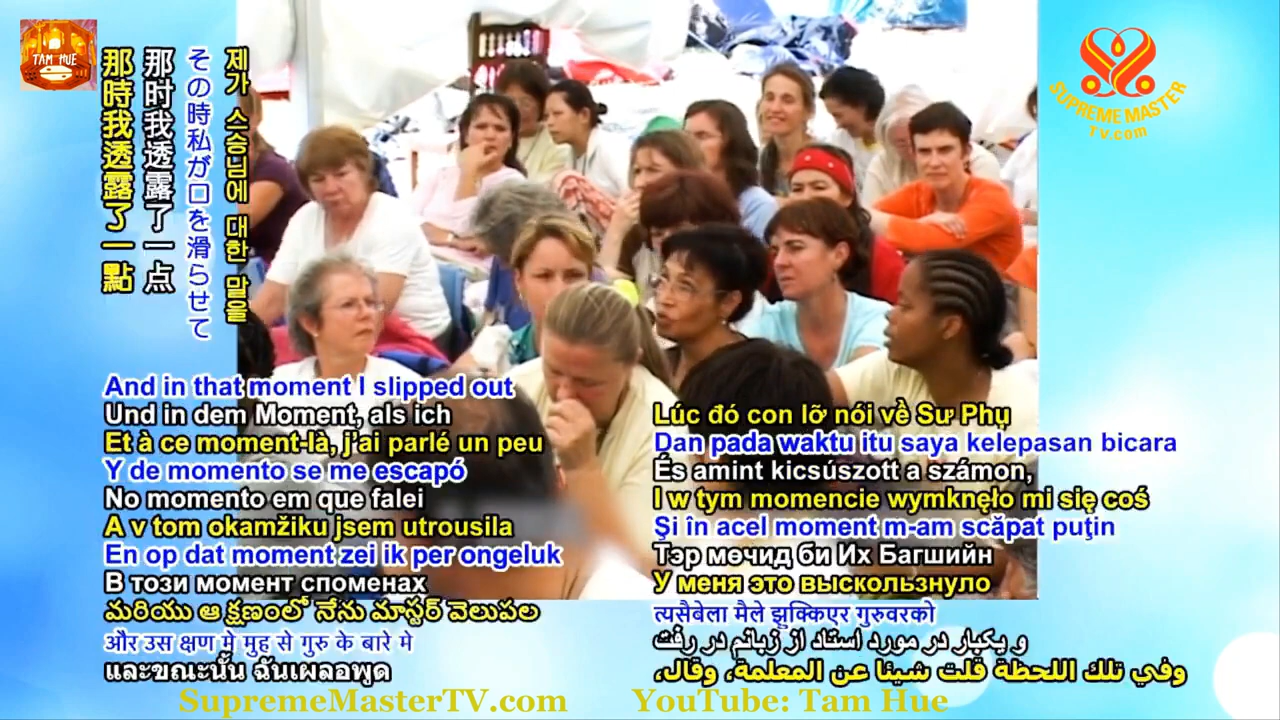 TAM HUE
SUPREME MASTER
TV.com
那時我透露了一點
那时我透露了一点
その時私が口を滑らせて
제가 스승님에 대한 말을
And in that moment I slipped out
Und in dem Moment, als ich
Et à ce moment-là, j'ai parlé un peu
Y de momento se me escapó
No momento em que falei
A v tom okamžiku jsem utrousila
En op dat moment zei ik per ongeluk
В този момент споменах
మరియు ఆ క్షణంలో నేను మాస్టర్ వెలుపల
और उस क्षण मे मुह से गुरु के बारे मे
และขณะนั้น ฉันเผลอพูด
Lúc đó con lỡ nói về Sư Phụ
Dan pada waktu itu saya kelepasan bicara
És amint kicsúszott a számon,
I w tym momencie wymknęło mi się coś
Şi în acel moment m-am scăpat puţin
Тэр мөчид би Их Багшийн
У меня это выскользнуло
त्यसैबेला मैले झुक्किएर गुरुवरको
و یکبار در مورد استاد از زبانم در رفت
وفي تلك اللحظة قلت شيئا عن المعلمة، وقال،
SupremeMasterTV.com
YouTube: Tam Hue